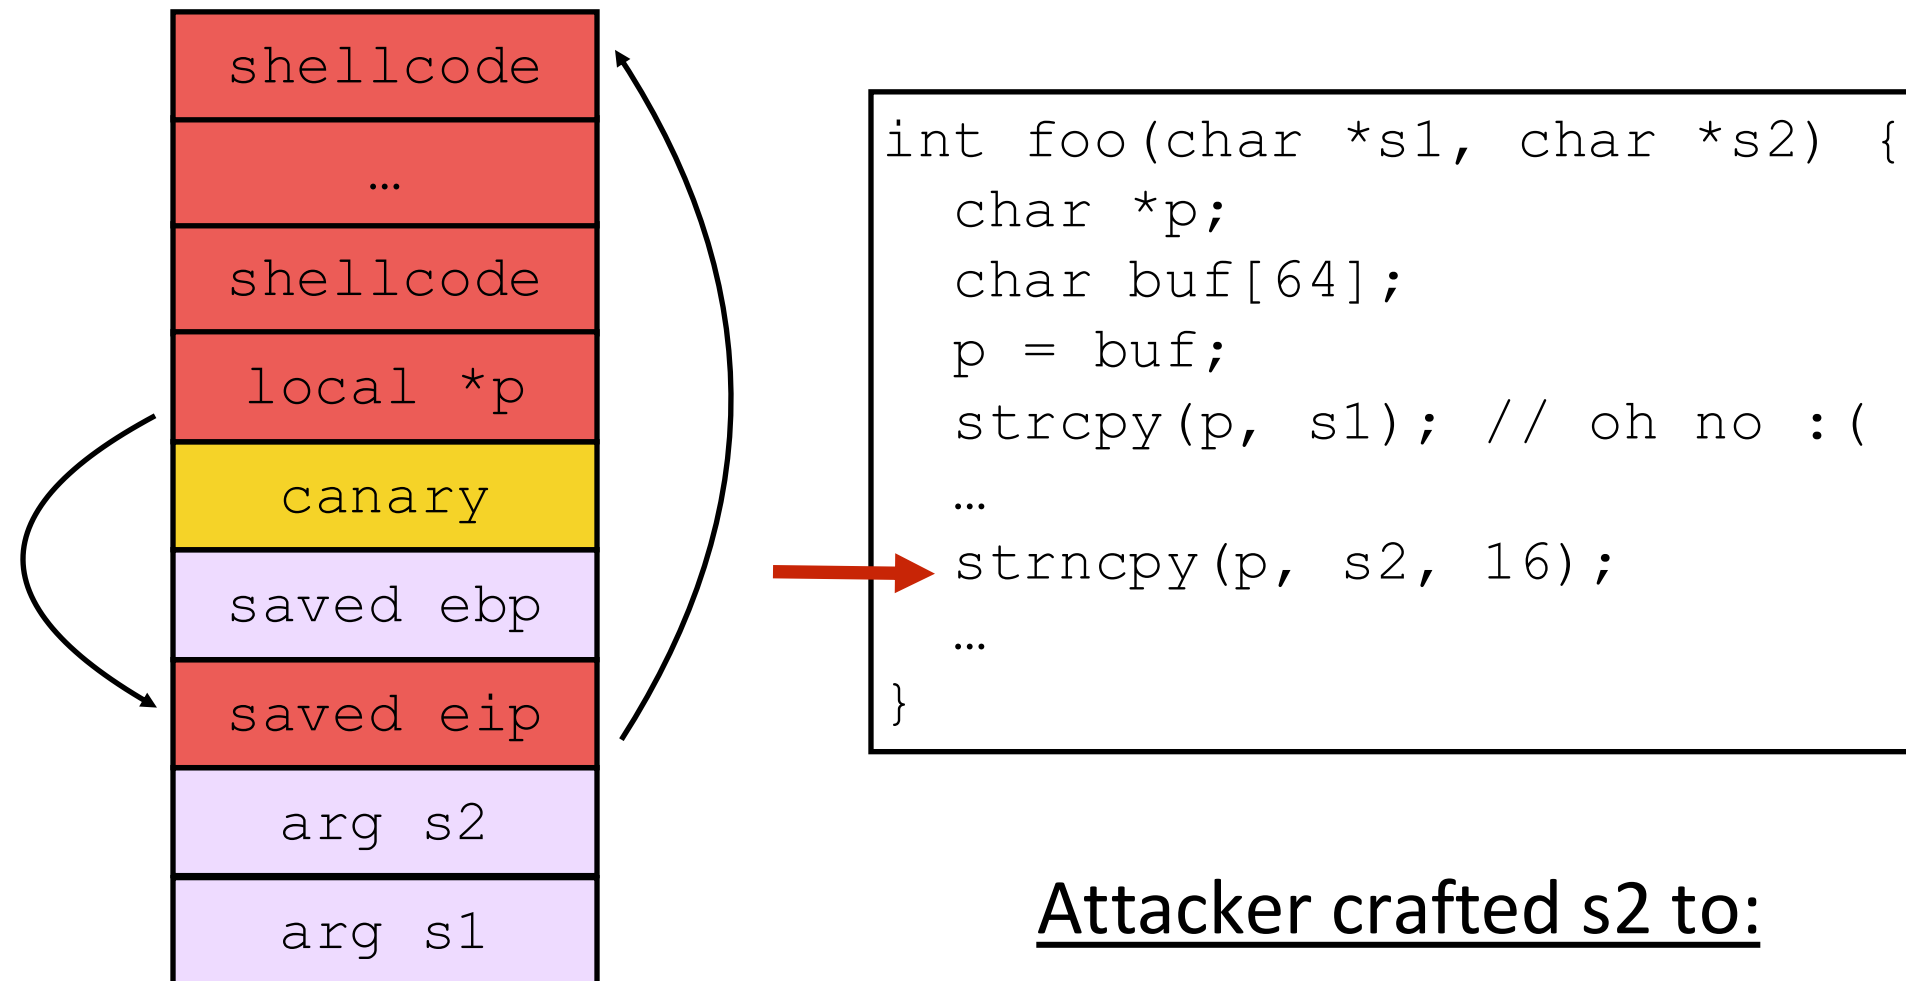 shellcode
…
shellcode
local *p
canary
saved ebp
saved eip
arg s2
arg s1
int foo(char *s1, char *s2) {
char *p;
char buf[64];
p = buf;
strcpy(p, s1); // oh no :(
…
strncpy(p, s2, 16);
…
}
Attacker crafted s2 to: